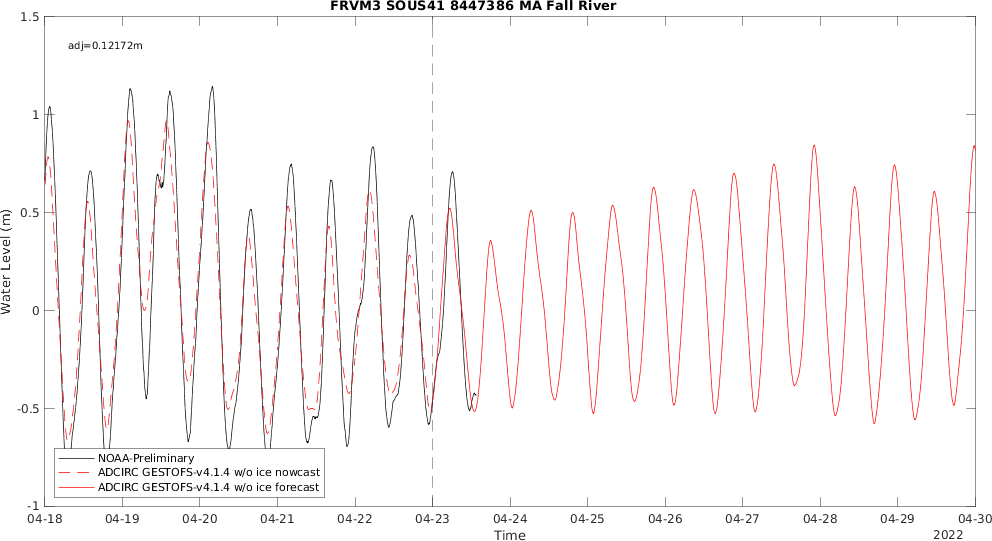 FRVM3 SOUS41 8447386 MA Fall River
adj=0.12172m
1.5
1
0.5
0
-0.5
-1
Water Level (m)
NOAA-Preliminary
ADCIRC GESTOFS-v4.1.4 w/o ice nowcast
ADCIRC GESTOFS-v4.1.4 w/o ice forecast
04-18 04-19 04-20 04-21 04-22 04-23 04-24 04-25 04-26 04-27 04-28 04-29 04-30
Time
2022